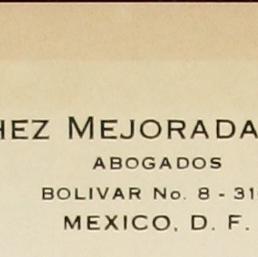 HEZ MEJORADA
ABOGADOS
BOLIVAR No. 8 - 31
MEXICO, D. F.